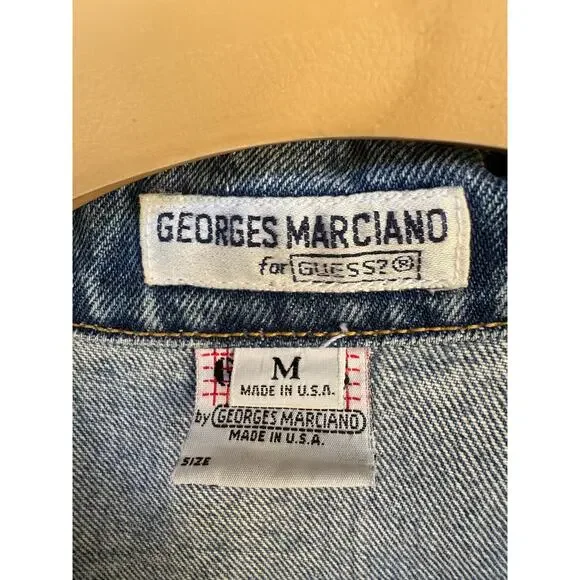 GEORGES MARCIANO
for GUESS?®
M
MADE IN U.S.A.
by GEORGES MARCIANO
MADE IN U.S.A.
SIZE